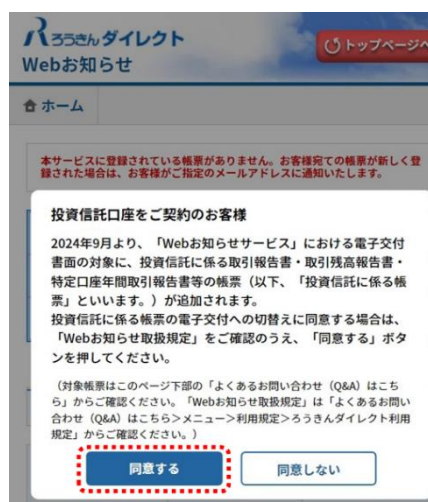 ろうきんダイレクト
Webお知らせ
トップページへ
ホーム
本サービスに登録されている帳票がありません。お客様宛ての帳票が新しく登
録された場合は、お客様がご指定のメールアドレスに通知いたします。
投資信託口座をご契約のお客様
2024年9月より、「Webお知らせサービス」における電子交付
書面の対象に、投資信託に係る取引報告書・取引残高報告書・
特定口座年間取引報告書等の帳票（以下、「投資信託に係る帳
票」といいます。）が追加されます。
投資信託に係る帳票の電子交付への切替えに同意する場合は、
「Webお知らせ取扱規定」をご確認のうえ、「同意する」ボタ
ンを押してください。
（対象帳票はこのページ下部の「よくあるお問い合わせ（Q&A）はこち
ら」からご確認ください。「Webお知らせ取扱規定」は「よくあるお問い
合わせ（Q&A）はこちら＞メニュー＞利用規定＞ろうきんダイレクト利用
規定」からご確認ください。）
同意する
同意しない